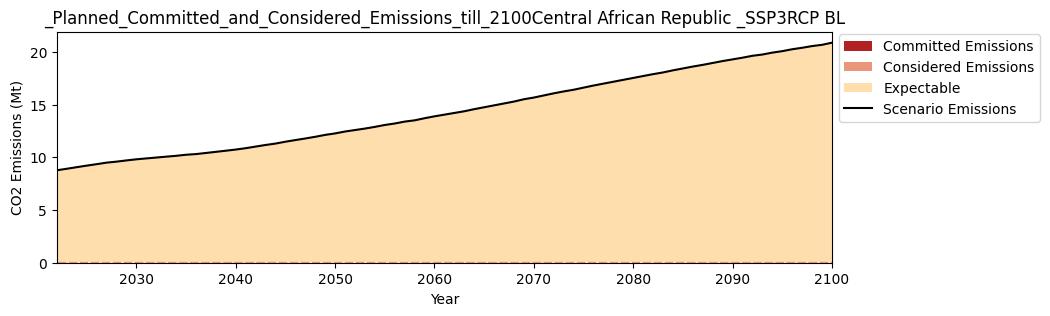 _Planned_Committed_and_Considered_Emissions_till_2100Central African Republic _SSP3RCP BL
Committed Emissions
Considered Emissions
Expectable
Scenario Emissions
CO2 Emissions (Mt)
20
15
10
5
0
2030 2040 2050 2060 2070 2080 2090 2100
Year